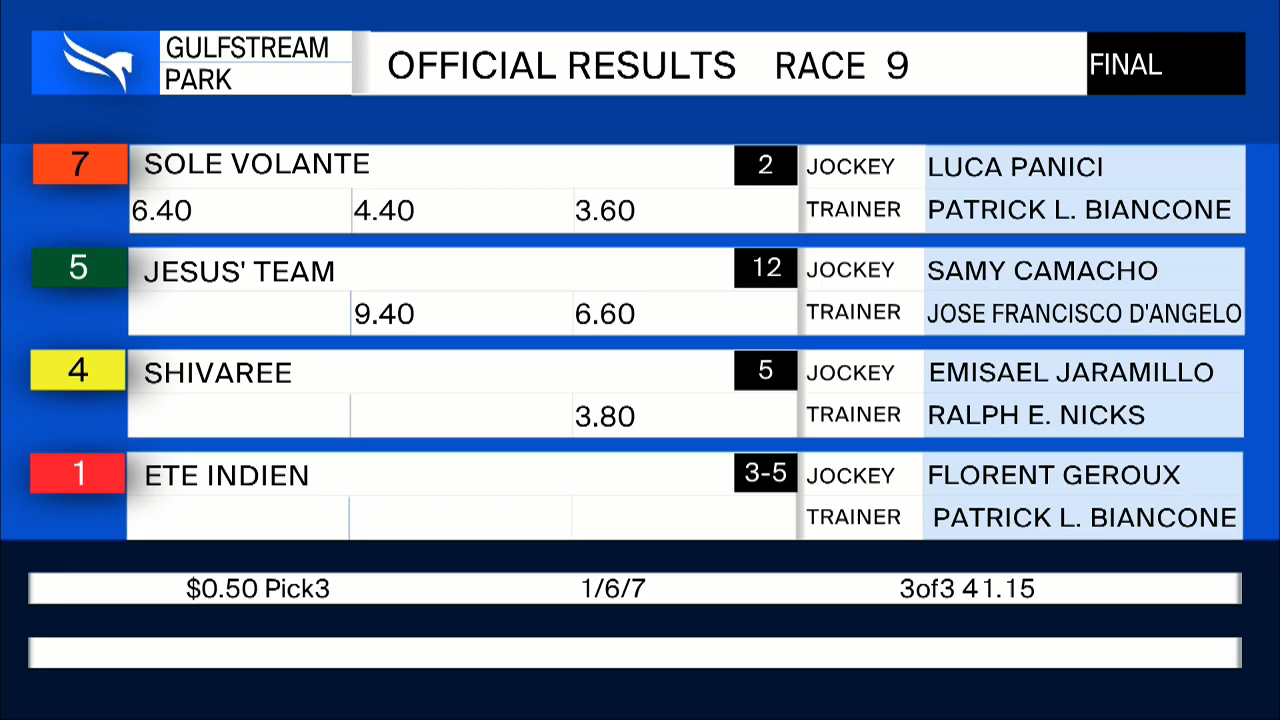 GULFSTREAM
PARK
OFFICIAL RESULTS RACE 9
FINAL
7 SOLE VOLANTE 2 JOCKEY LUCA PANICI
6.40 4.40 3.60 TRAINER PATRICK L. BIANCONE
5 JESUS' TEAM 12 JOCKEY SAMY CAMACHO
9.40 6.60 TRAINER JOSE FRANCISCO D'ANGELO
4 SHIVAREE 5 JOCKEY EMISAEL JARAMILLO
3.80 TRAINER RALPH E. NICKS
1 ETE INDIEN 3-5 JOCKEY FLORENT GEROUX
TRAINER PATRICK L. BIANCONE
$0.50 Pick3 1/6/7 3of3 41.15